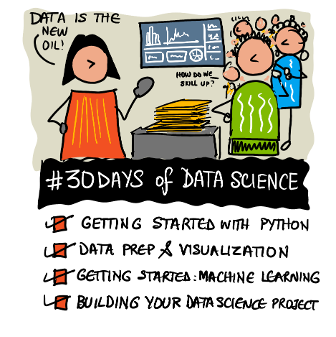 DATA IS THE
NEW
OIL!
HOW DO WE
SKILL UP?
#30DAYS of DATA SCIENCE
GETTING STARTED WITH PYTHON
DATA PREP & VISUALIZATION
GETTING STARTED: MACHINE LEARNING
BUILDING YOUR DATA SCIENCE PROJECT